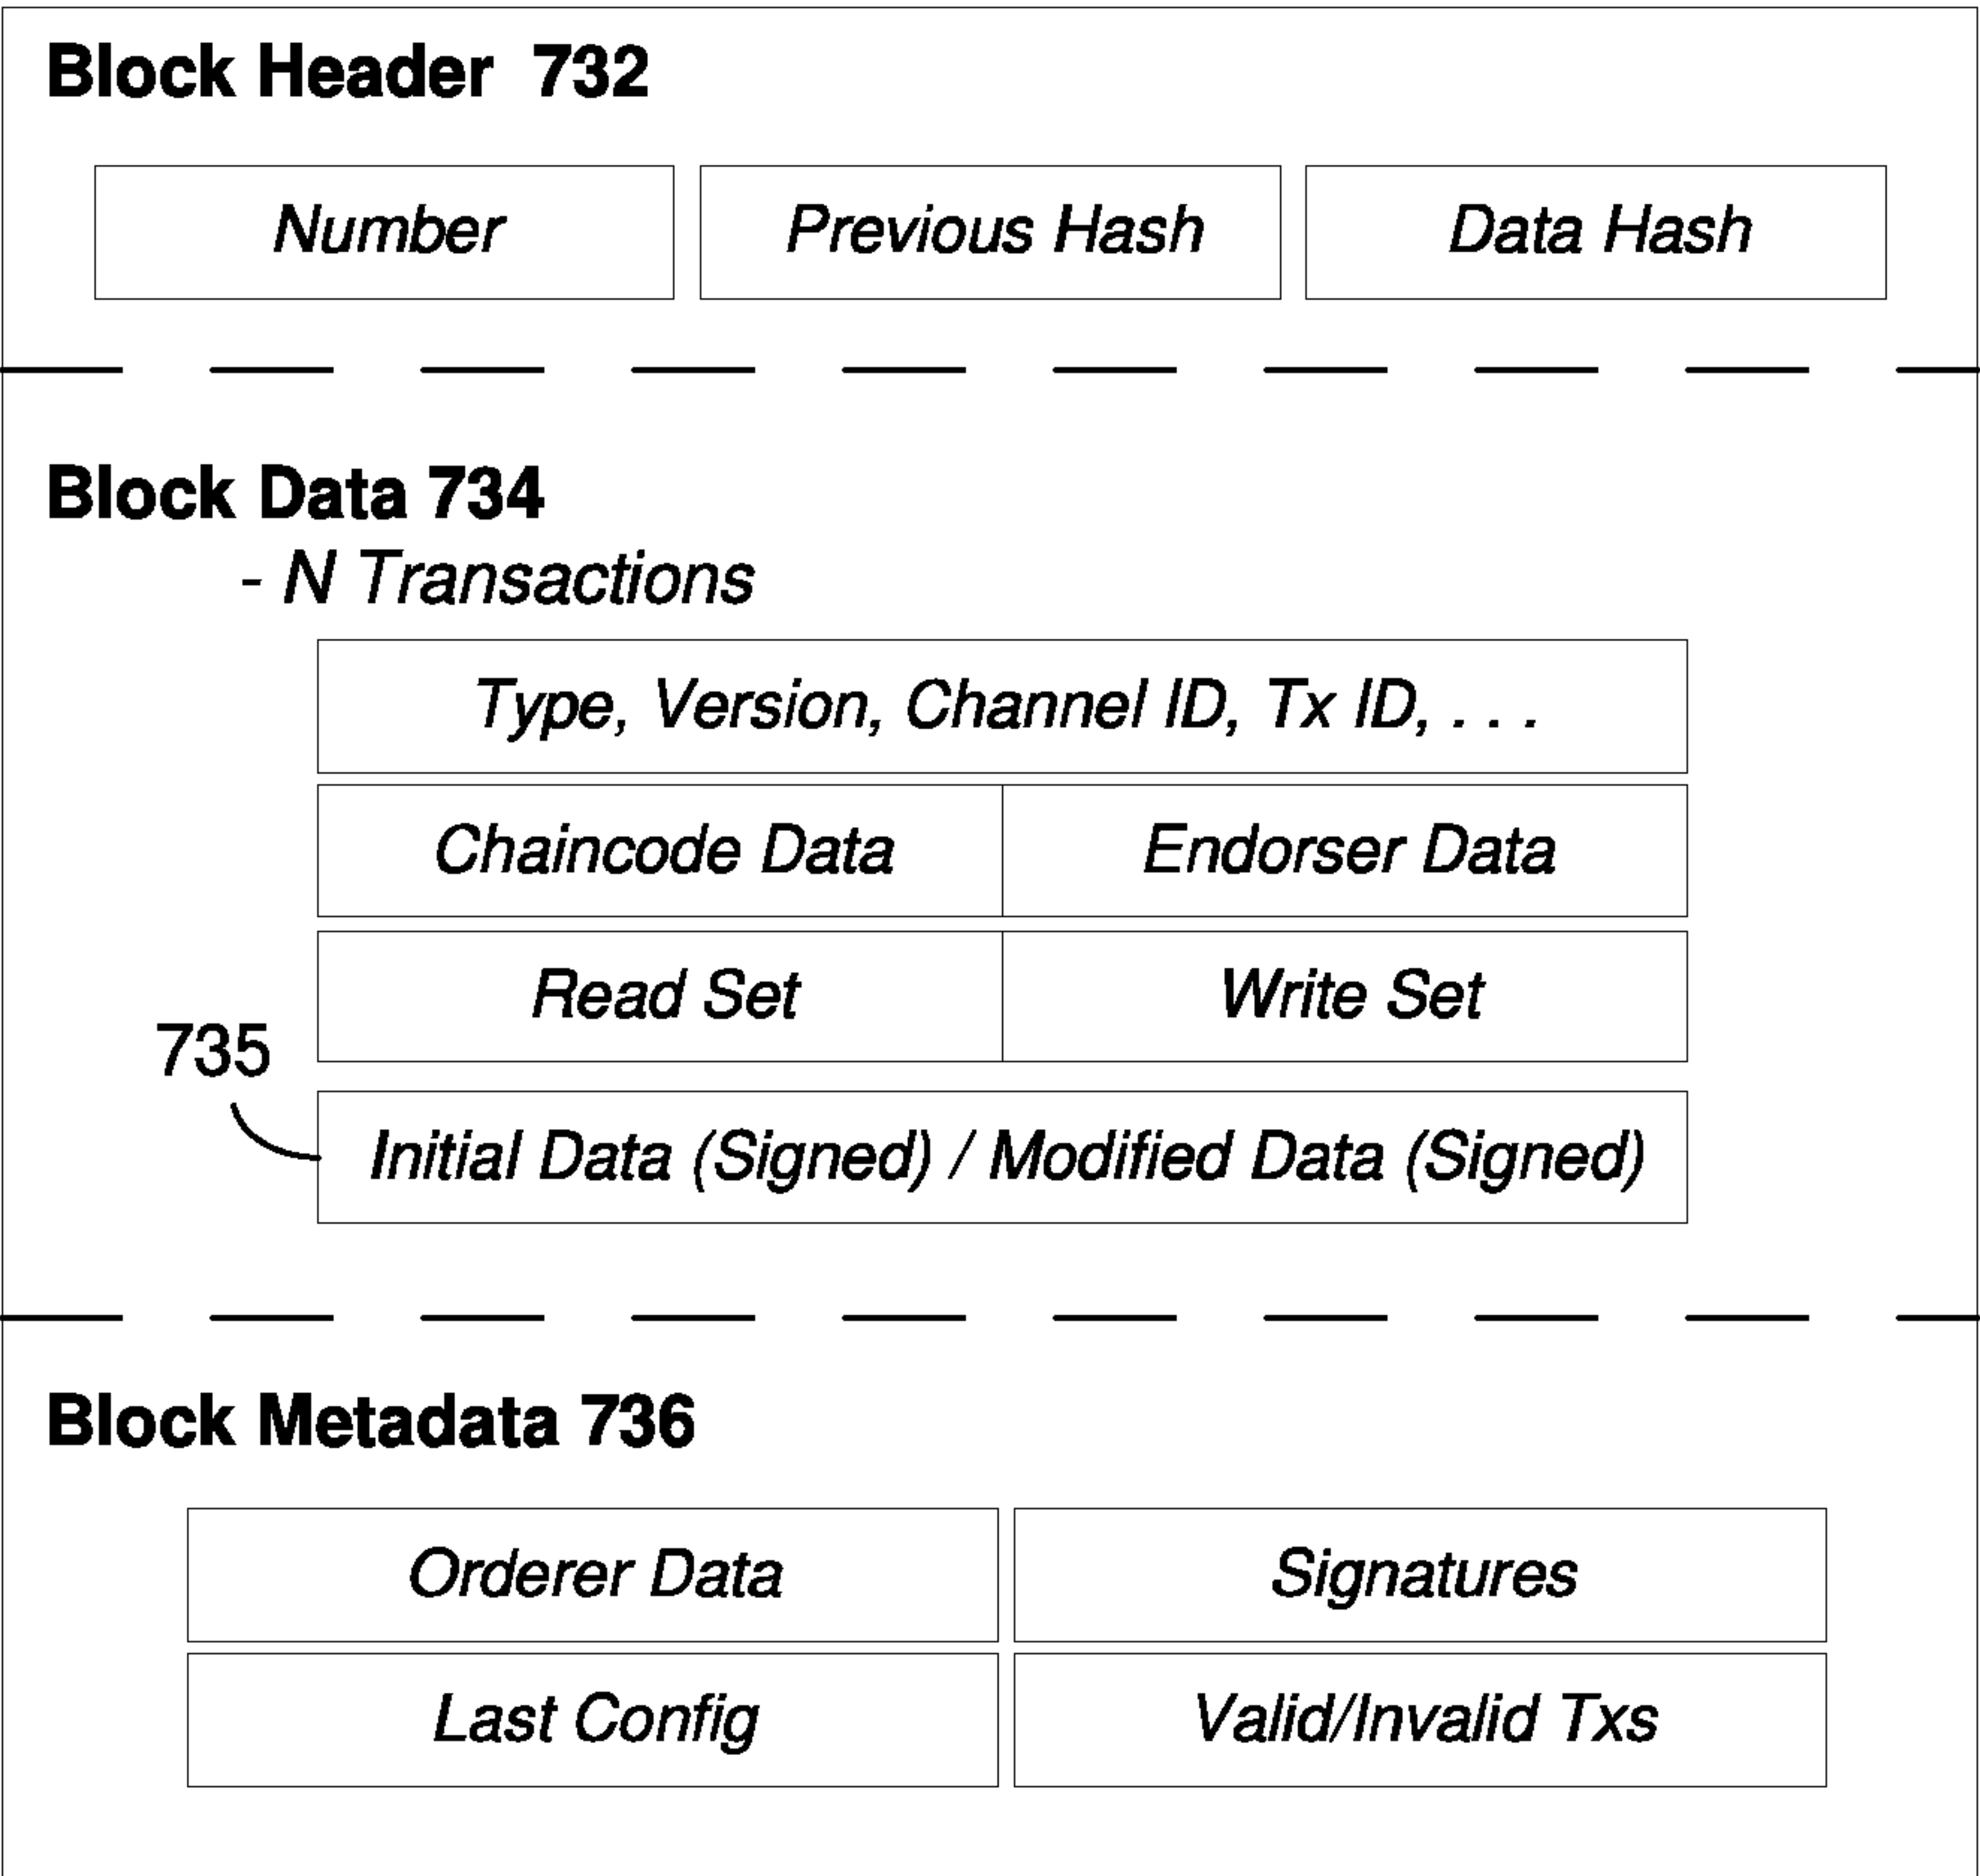 Block Header 732
Number Previous Hash Data Hash
Block Data 734
- N Transactions
Type, Version, Channel ID, Tx ID, . . .
Chaincode Data Endorser Data
Read Set Write Set
735
Initial Data (Signed) / Modified Data (Signed)
Block Metadata 736
Orderer Data Signatures
Last Config Valid/Invalid Txs